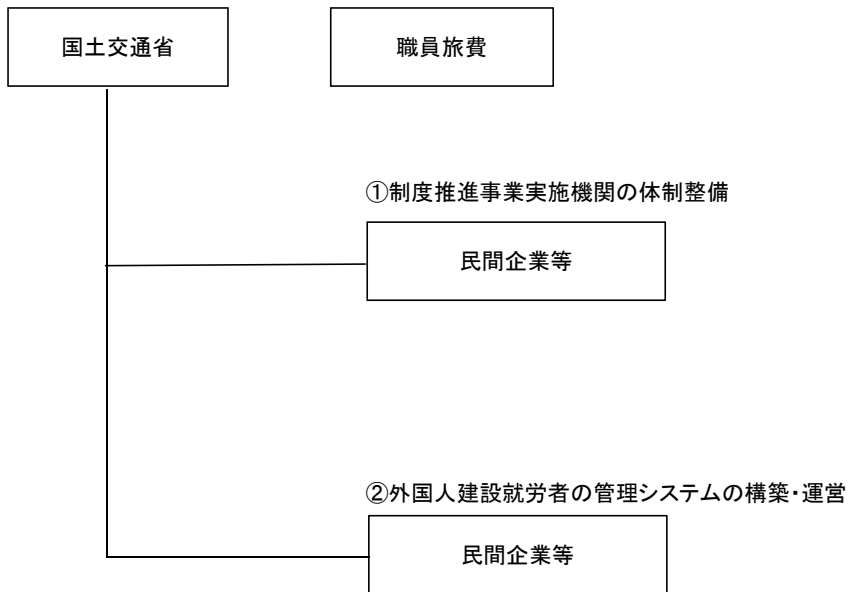 国土交通省
職員旅費
①制度推進事業実施機関の体制整備
民間企業等
②外国人建設就労者の管理システムの構築・運営
民間企業等